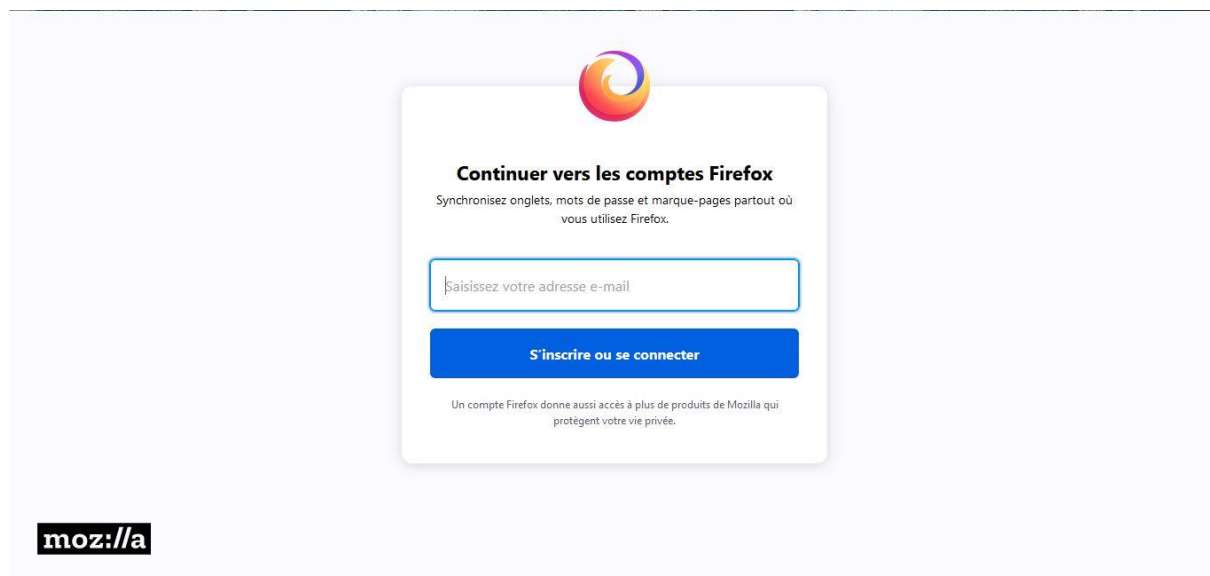 Continuer vers les comptes Firefox
Synchronisez onglets, mots de passe et marque-pages partout où
vous utilisez Firefox.
Saisissez votre adresse e-mail
S'inscrire ou se connecter
Un compte Firefox donne aussi accès à plus de produits de Mozilla qui
protègent votre vie privée.
moz://a